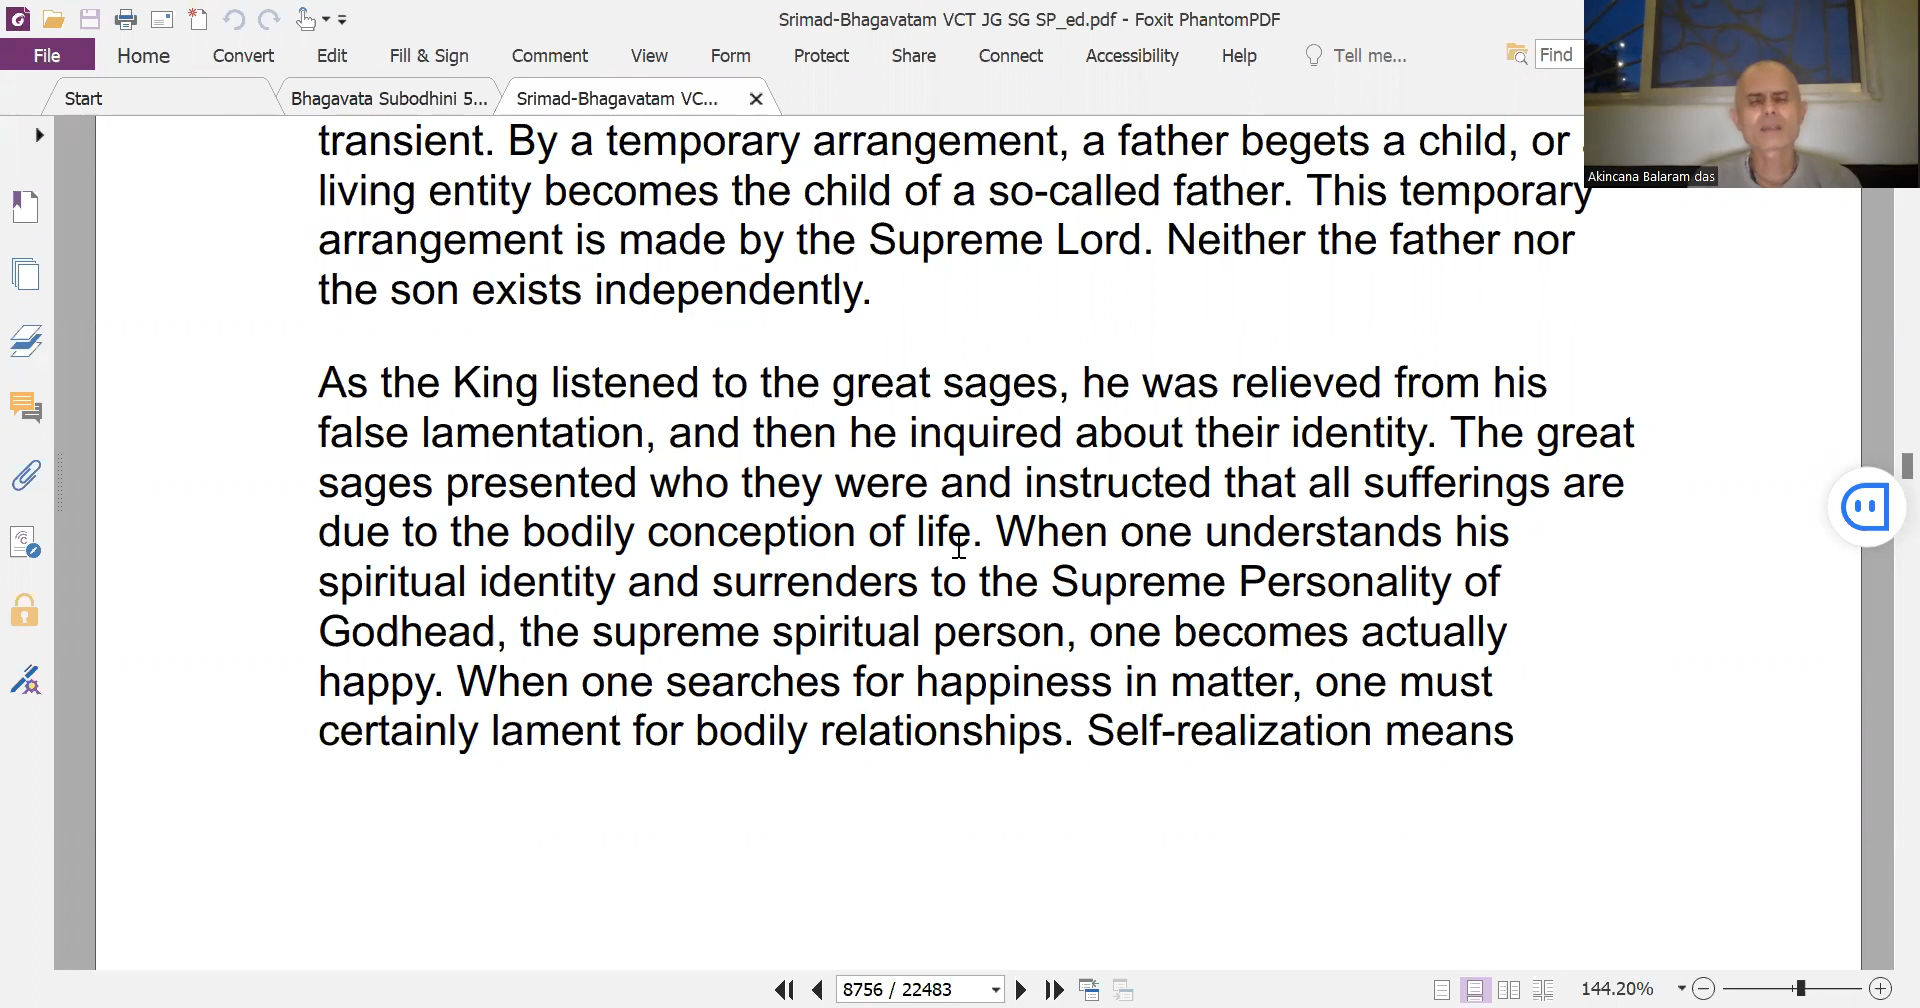 Srimad-Bhagavatam VCT JG SG SP_ed.pdf - Foxit PhantomPDF
File Home Convert Edit Fill & Sign Comment View Form Protect Share Connect Accessibility Help Tell me... Find
Start Bhagavata Subodhini 5... Srimad-Bhagavatam VC...
transient. By a temporary arrangement, a father begets a child, or
living entity becomes the child of a so-called father. This temporary
arrangement is made by the Supreme Lord. Neither the father nor
the son exists independently.
As the King listened to the great sages, he was relieved from his
false lamentation, and then he inquired about their identity. The great
sages presented who they were and instructed that all sufferings are
due to the bodily conception of life. When one understands his
spiritual identity and surrenders to the Supreme Personality of
Godhead, the supreme spiritual person, one becomes actually
happy. When one searches for happiness in matter, one must
certainly lament for bodily relationships. Self-realization means
Akincana Balaram das
8756 / 22483
144.20%